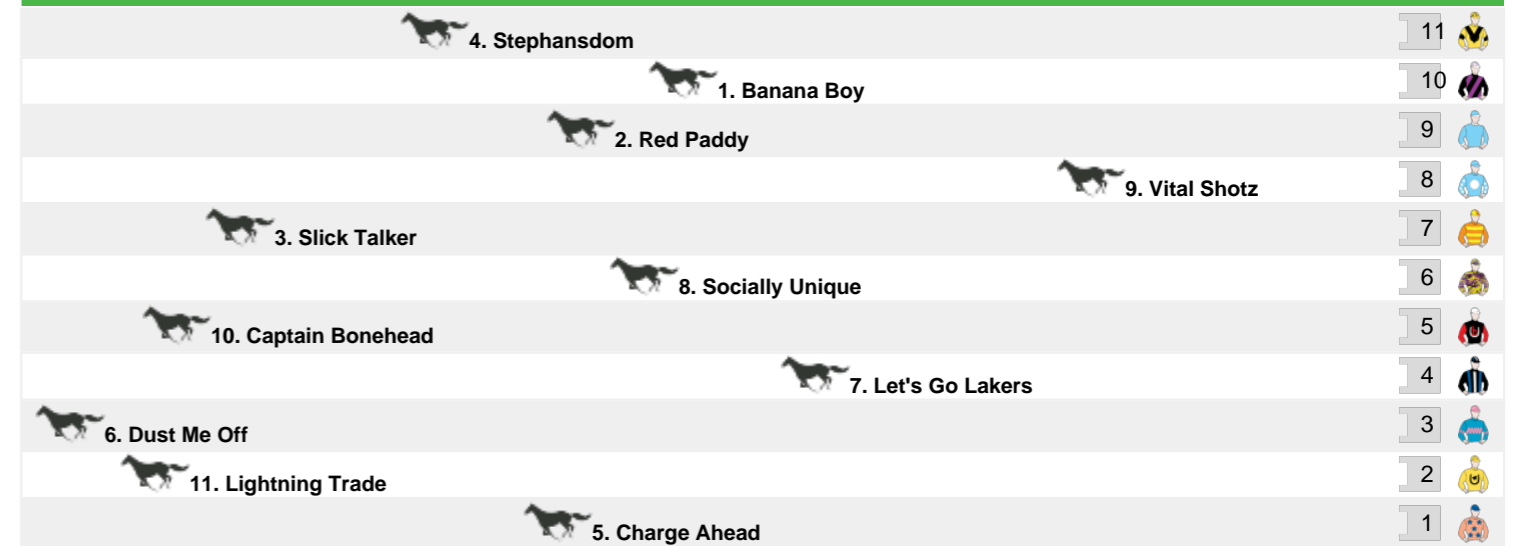 4. Stephansdom 11
1. Banana Boy 10
2. Red Paddy 9
9. Vital Shotz 8
3. Slick Talker 7
8. Socially Unique 6
10. Captain Bonehead 5
7. Let's Go Lakers 4
6. Dust Me Off 3
11. Lightning Trade 2
5. Charge Ahead 1